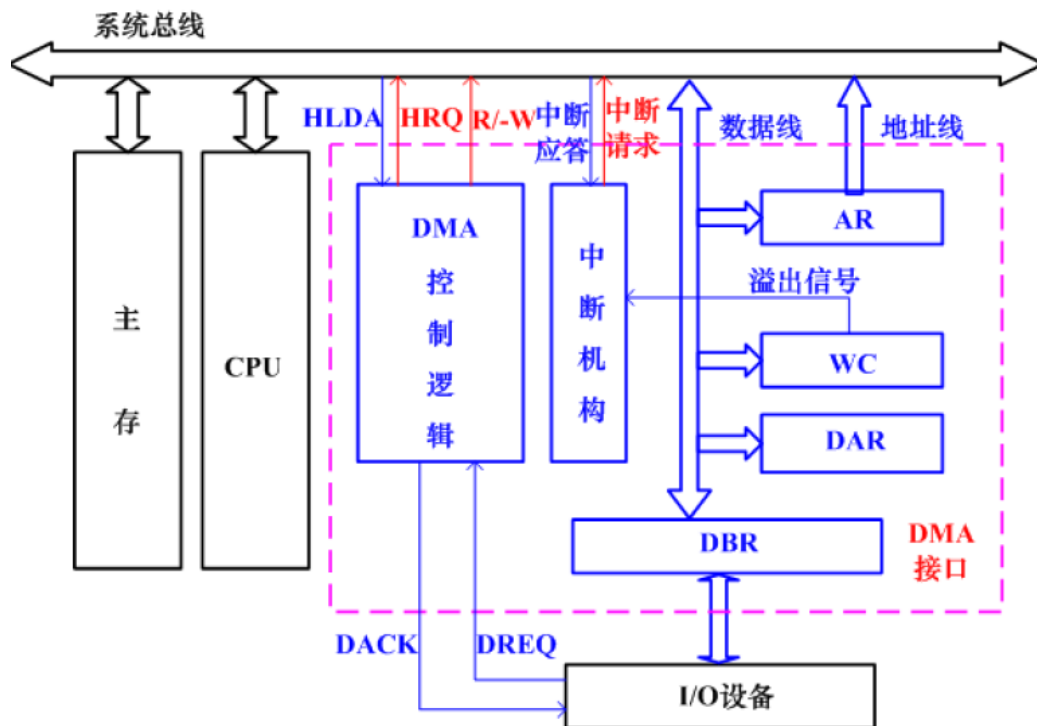 系统总线
HLDA
HRQ
R/-W
中断
应答
中断
请求
数据线
地址线
主
存
CPU
DMA
控
制
逻
辑
中
断
机
构
AR
溢出信号
WC
DAR
DBR
DMA
接口
DACK
DREQ
I/O设备